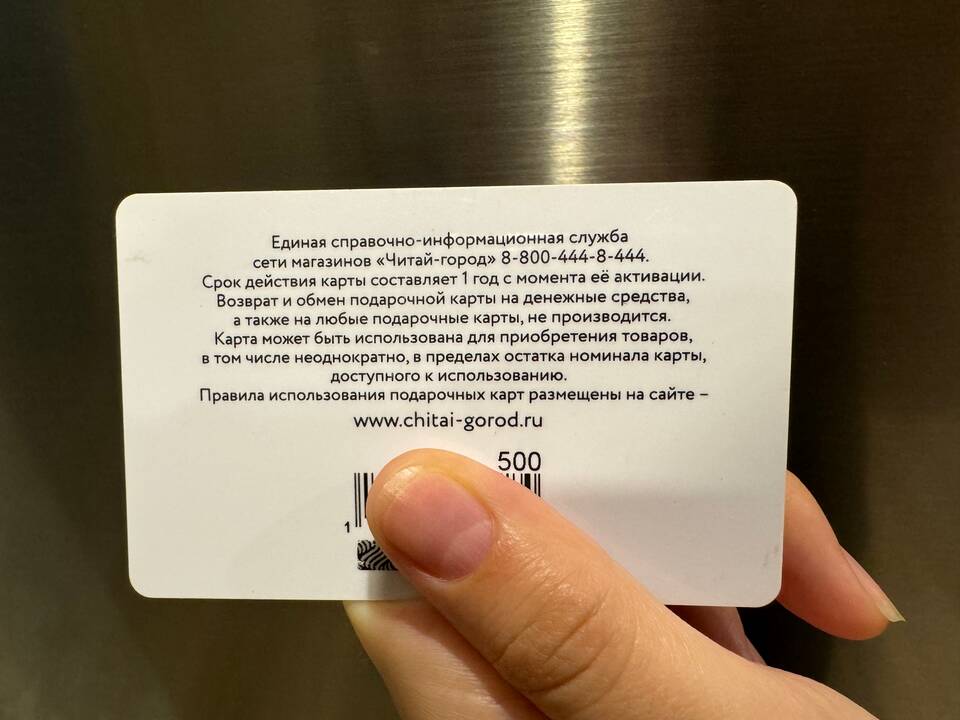 Единая справочно-информационная служба
сети магазинов «Читай-город» 8-800-444-8-444.
Срок действия карты составляет 1 год с момента её активации.
Возврат и обмен подарочной карты на денежные средства,
а также на любые подарочные карты, не производится.
Карта может быть использована для приобретения товаров,
в том числе неоднократно, в пределах остатка номинала карты,
доступного к использованию.
Правила использования подарочных карт размещены на сайте –
www.chitai-gorod.ru
500
1